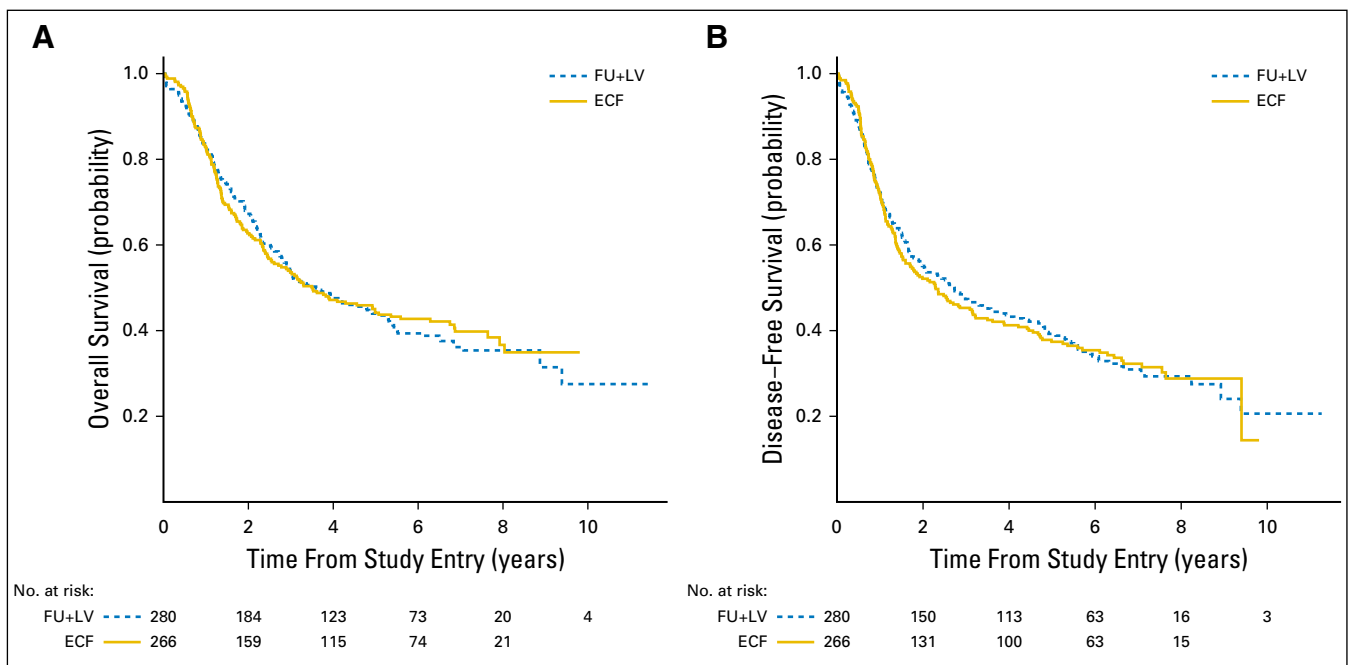 A
Overall Survival (probability)
FU+LV
ECF
1.0
0.8
0.6
0.4
0.2
0 2 4 6 8 10
Time From Study Entry (years)
No. at risk:
FU+LV 280 184 123 73 20 4
ECF 266 159 115 74 21
B
Disease–Free Survival (probability)
FU+LV
ECF
1.0
0.8
0.6
0.4
0.2
0 2 4 6 8 10
Time From Study Entry (years)
No. at risk:
FU+LV 280 150 113 63 16 3
ECF 266 131 100 63 15